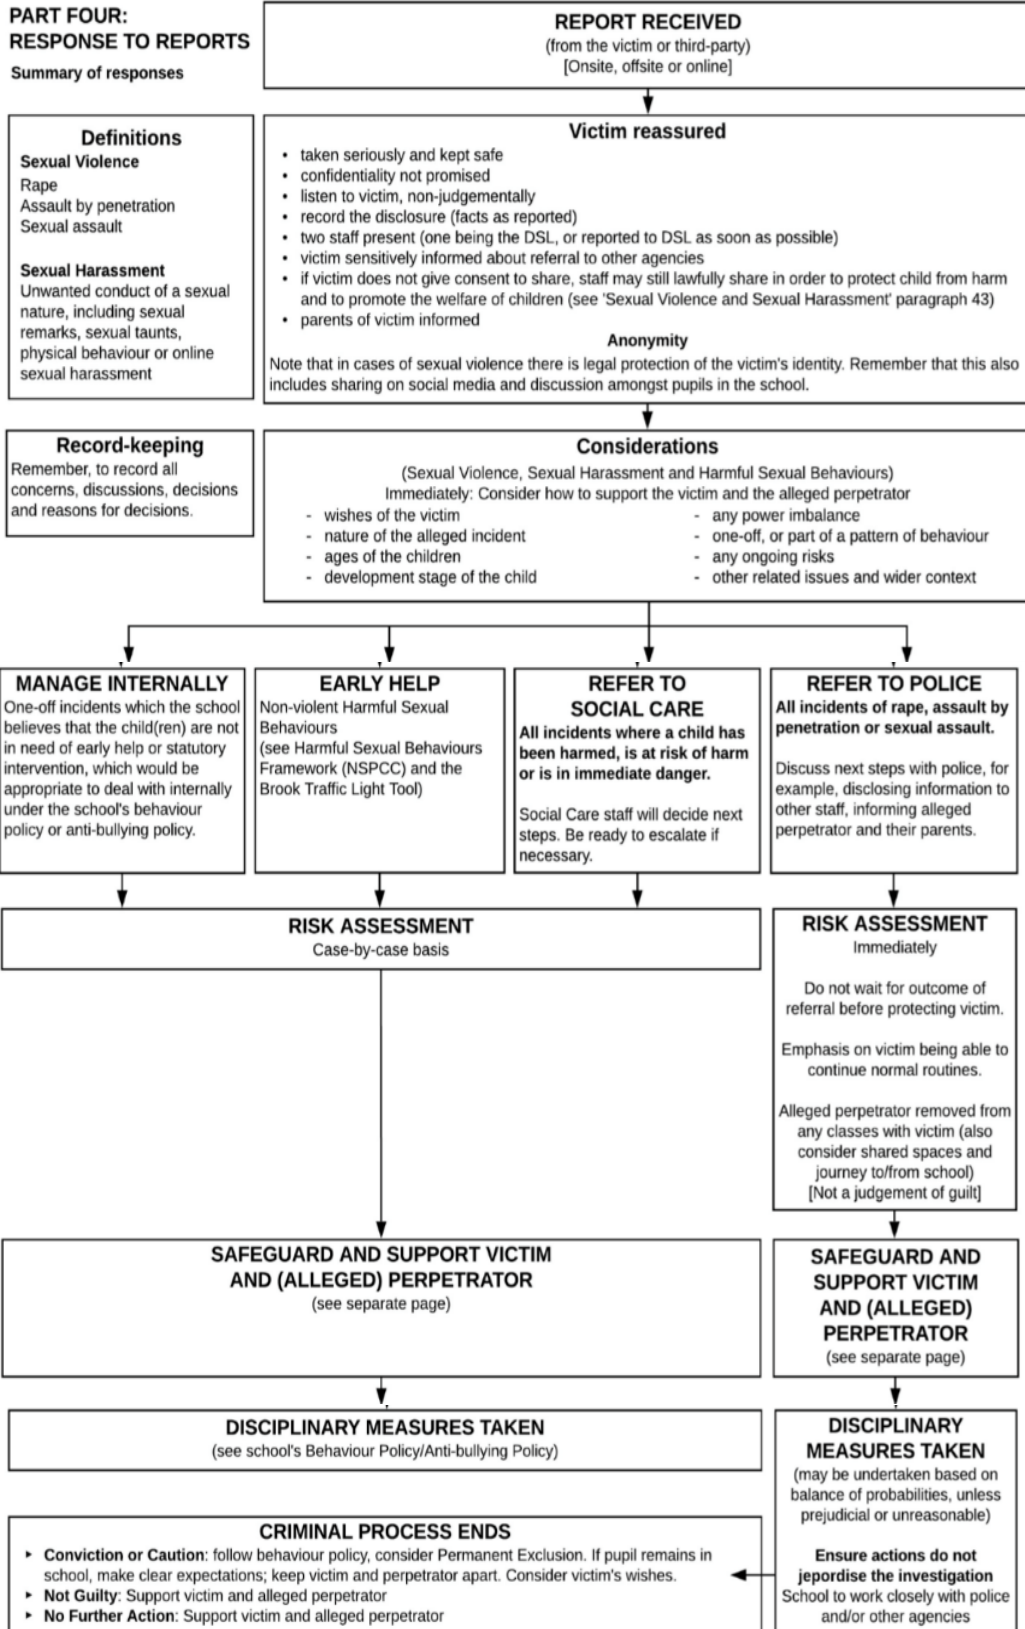 PART FOUR:
RESPONSE TO REPORTS
Summary of responses
REPORT RECEIVED
(from the victim or third-party)
[Onsite, offsite or online]
Definitions
Sexual Violence
Rape
Assault by penetration
Sexual assault
Sexual Harassment
Unwanted conduct of a sexual
nature, including sexual
remarks, sexual taunts,
physical behaviour or online
sexual harassment
Victim reassured
• taken seriously and kept safe
• confidentiality not promised
• listen to victim, non-judgementally
• record the disclosure (facts as reported)
• two staff present (one being the DSL, or reported to DSL as soon as possible)
• victim sensitively informed about referral to other agencies
• if victim does not give consent to share, staff may still lawfully share in order to protect child from harm
and to promote the welfare of children (see 'Sexual Violence and Sexual Harassment' paragraph 43)
• parents of victim informed
Anonymity
Note that in cases of sexual violence there is legal protection of the victim's identity. Remember that this also
includes sharing on social media and discussion amongst pupils in the school.
Record-keeping
Remember, to record all
concerns, discussions, decisions
and reasons for decisions.
Considerations
(Sexual Violence, Sexual Harassment and Harmful Sexual Behaviours)
Immediately: Consider how to support the victim and the alleged perpetrator
- wishes of the victim
- nature of the alleged incident
- ages of the children
- development stage of the child
- any power imbalance
- one-off, or part of a pattern of behaviour
- any ongoing risks
- other related issues and wider context
MANAGE INTERNALLY
One-off incidents which the school
believes that the child(ren) are not
in need of early help or statutory
intervention, which would be
appropriate to deal with internally
under the school's behaviour
policy or anti-bullying policy.
EARLY HELP
Non-violent Harmful Sexual
Behaviours
(see Harmful Sexual Behaviours
Framework (NSPCC) and the
Brook Traffic Light Tool)
REFER TO
SOCIAL CARE
All incidents where a child has
been harmed, is at risk of harm
or is in immediate danger.
Social Care staff will decide next
steps. Be ready to escalate if
necessary.
REFER TO POLICE
All incidents of rape, assault by
penetration or sexual assault.
Discuss next steps with police, for
example, disclosing information to
other staff, informing alleged
perpetrator and their parents.
RISK ASSESSMENT
Case-by-case basis
RISK ASSESSMENT
Immediately
Do not wait for outcome of
referral before protecting victim.
Emphasis on victim being able to
continue normal routines.
Alleged perpetrator removed from
any classes with victim (also
consider shared spaces and
journey to/from school)
[Not a judgement of guilt]
SAFEGUARD AND SUPPORT VICTIM
AND (ALLEGED) PERPETRATOR
(see separate page)
SAFEGUARD AND
SUPPORT VICTIM
AND (ALLEGED)
PERPETRATOR
(see separate page)
DISCIPLINARY MEASURES TAKEN
(see school's Behaviour Policy/Anti-bullying Policy)
DISCIPLINARY
MEASURES TAKEN
(may be undertaken based on
balance of probabilities, unless
prejudicial or unreasonable)
Ensure actions do not
jepordise the investigation
School to work closely with police
and/or other agencies
CRIMINAL PROCESS ENDS
▸ Conviction or Caution: follow behaviour policy, consider Permanent Exclusion. If pupil remains in
school, make clear expectations; keep victim and perpetrator apart. Consider victim's wishes.
▸ Not Guilty: Support victim and alleged perpetrator
▸ No Further Action: Support victim and alleged perpetrator